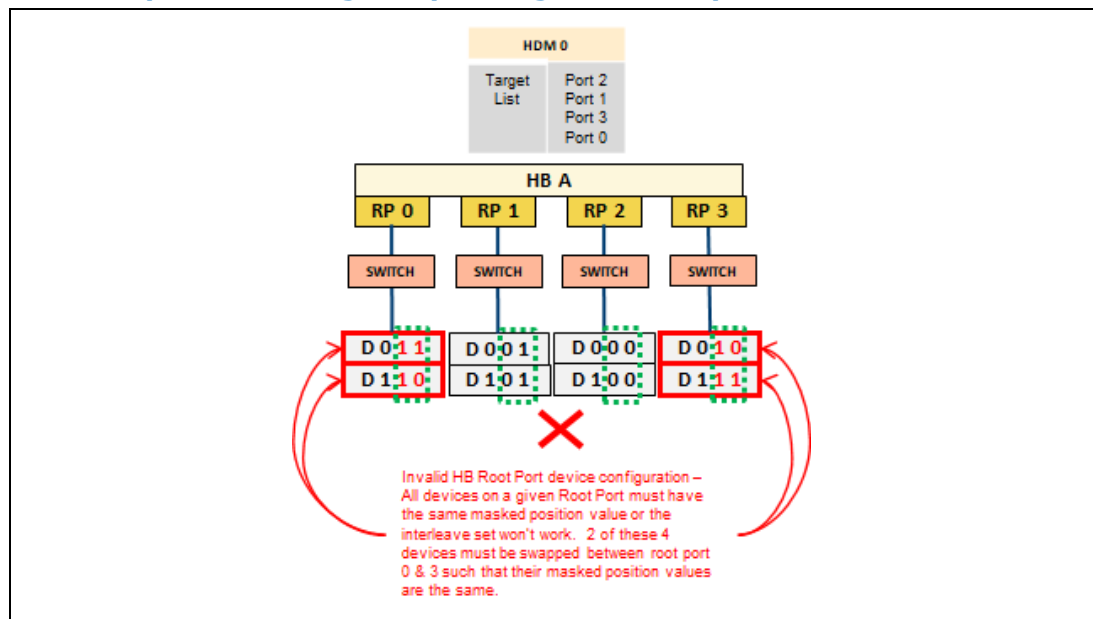 HDM 0
Target
List
Port 2
Port 1
Port 3
Port 0
HB A
RP 0 RP 1 RP 2 RP 3
SWITCH SWITCH SWITCH SWITCH
D 0 1 1 D 0 0 1 D 0 0 0 D 0 1 0
D 1 1 0 D 1 0 1 D 1 0 0 D 1 1 1
Invalid HB Root Port device configuration –
All devices on a given Root Port must have
the same masked position value or the
interleave set won't work. 2 of these 4
devices must be swapped between root port
0 & 3 such that their masked position values
are the same.